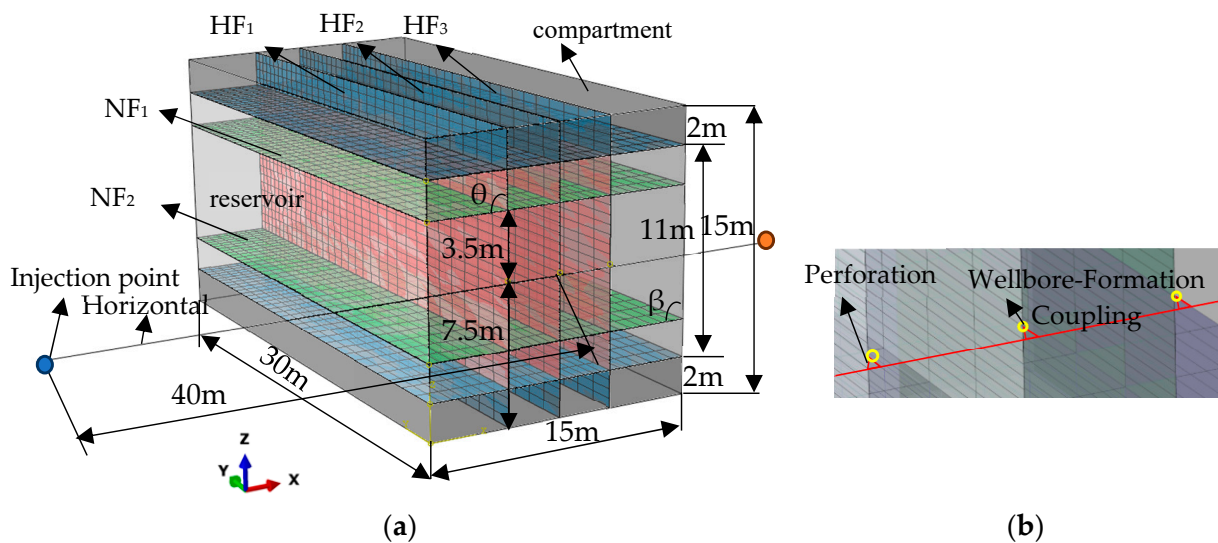 HF1
HF2
HF3
compartment
NF1
2m
NF2
reservoir
θ
3.5m
11m
15m
Injection point
Horizontal
7.5m
β
Perforation
Wellbore-Formation
Coupling
30m
40m
2m
15m
Z
Y
X
(a)
(b)